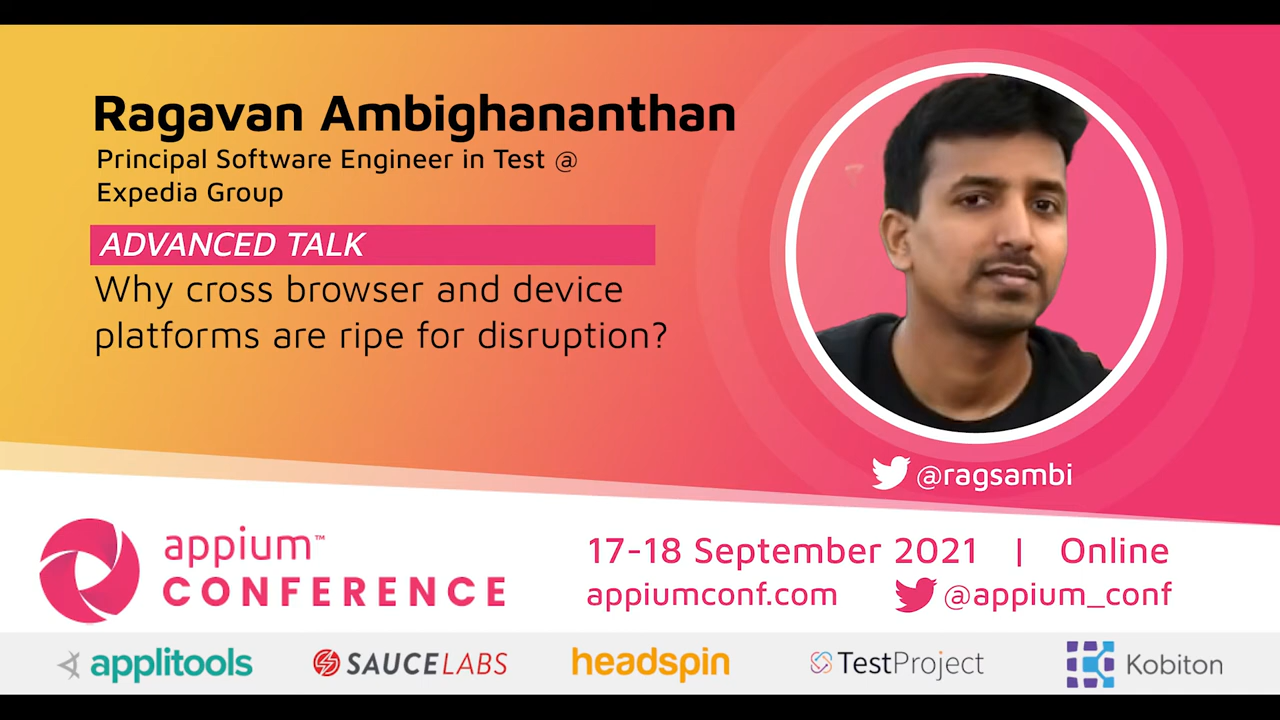 Ragavan Ambighananthan
Principal Software Engineer in Test @
Expedia Group
ADVANCED TALK
Why cross browser and device
platforms are ripe for disruption?
@ragsambi
appium™
CONFERENCE
17-18 September 2021 | Online
appiumconf.com @appium_conf
applitools SAUCELABS headspin TestProject Kobiton